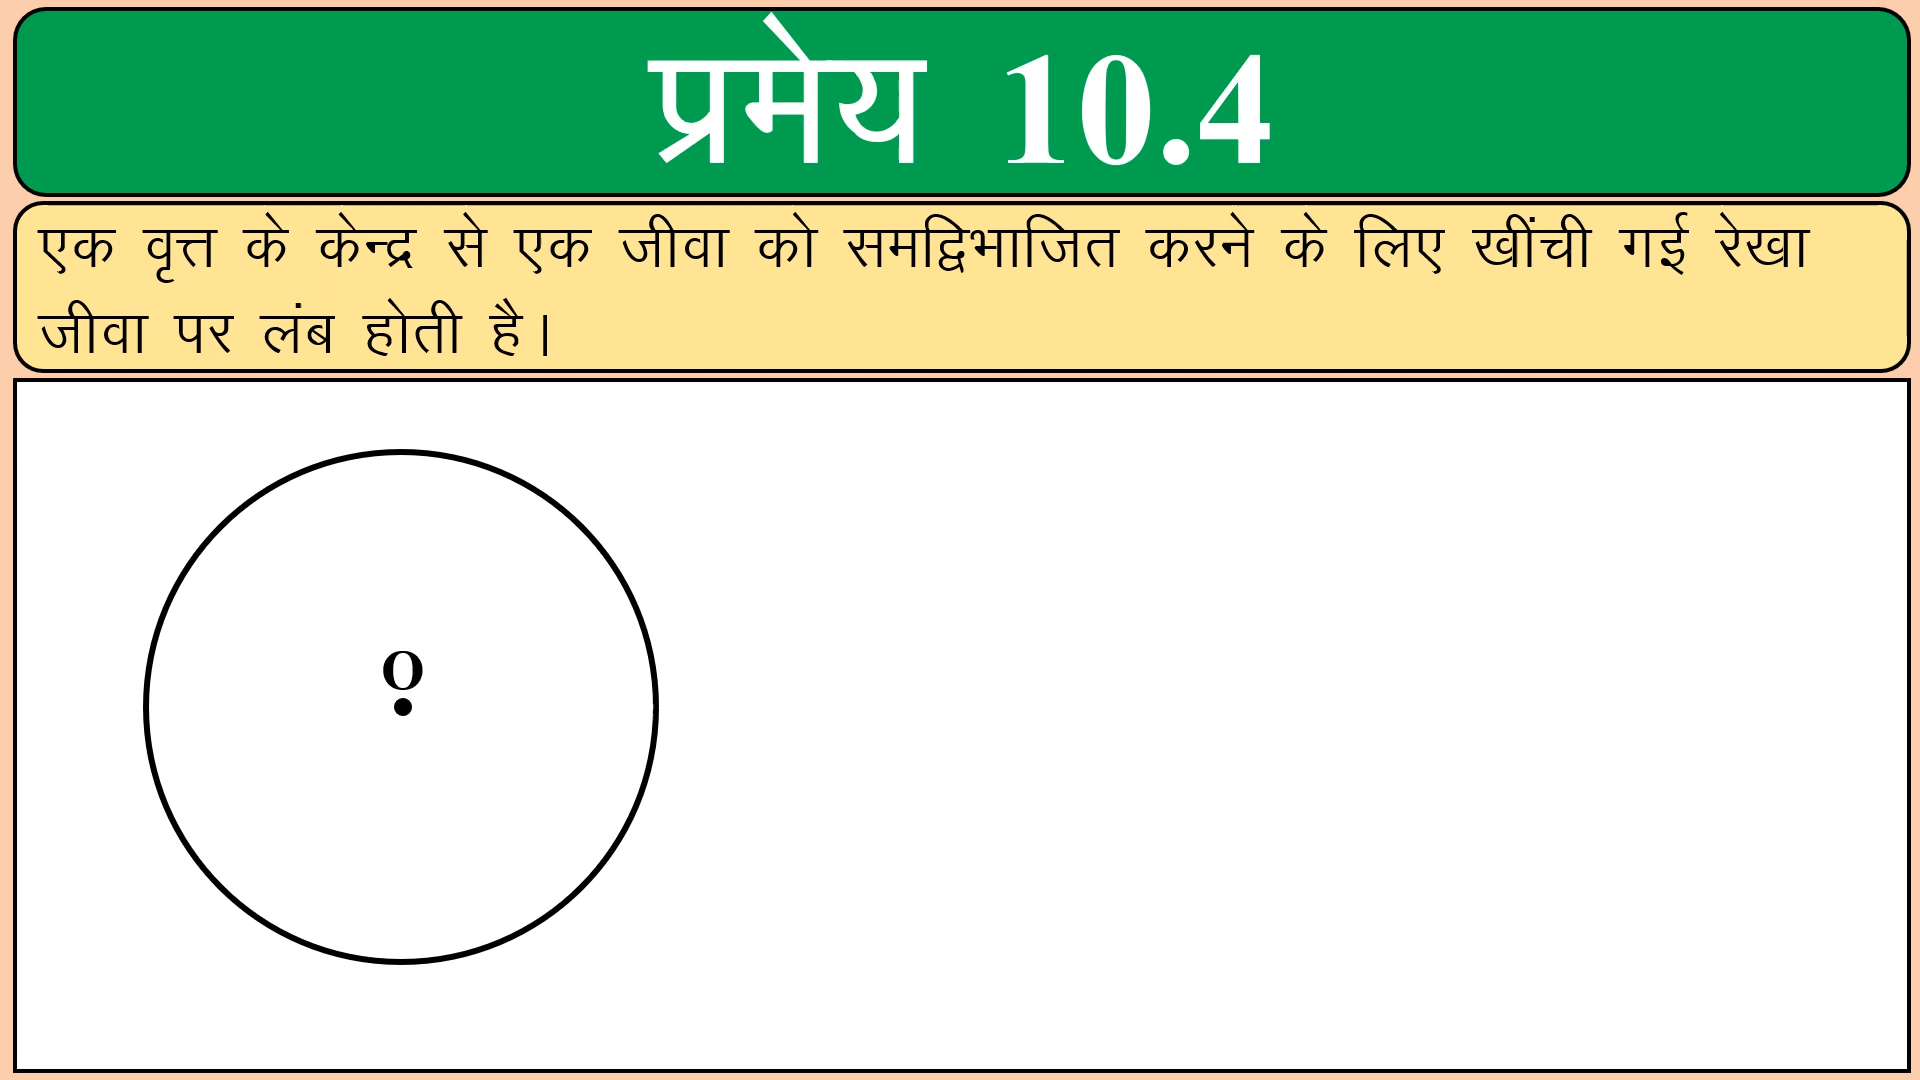 प्रमेय 10.4
एक वृत्त के केन्द्र से एक जीवा को समद्विभाजित करने के लिए खींची गई रेखा
जीवा पर लंब होती है।
O